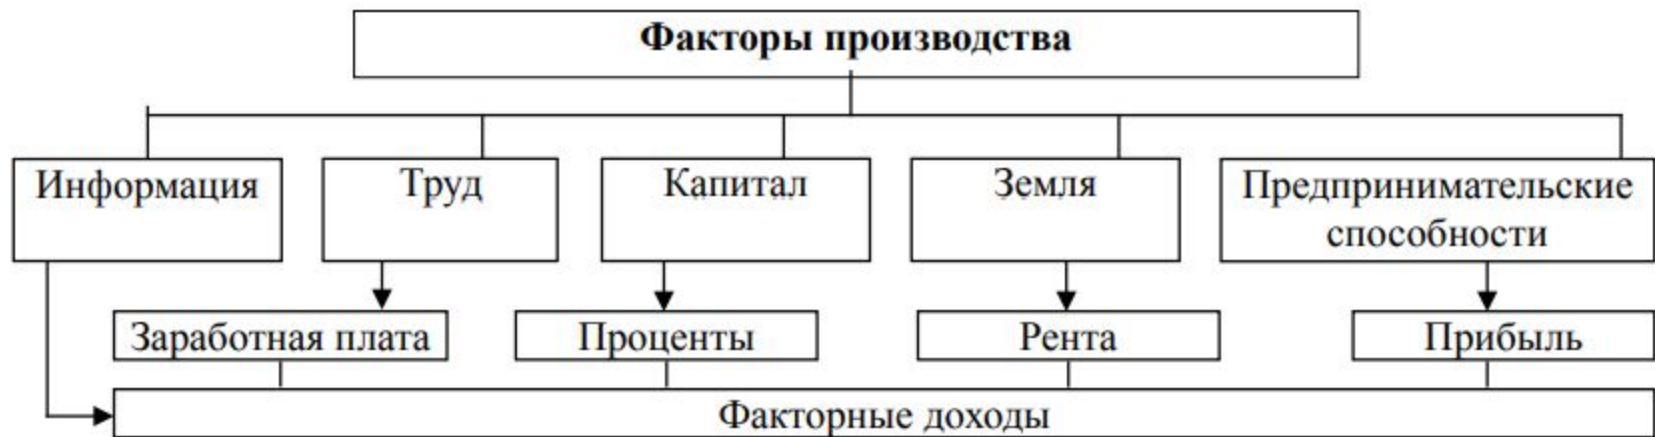 Факторы производства
Информация
Труд
Капитал
Земля
Предпринимательские
способности
Заработная плата
Проценты
Рента
Прибыль
Факторные доходы